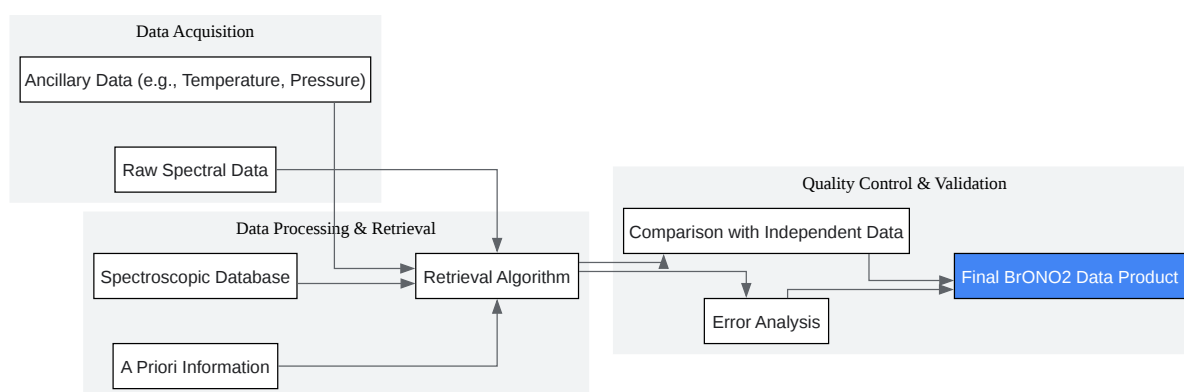 Data Acquisition
Ancillary Data (e.g., Temperature, Pressure)
Raw Spectral Data
Data Processing & Retrieval
Spectroscopic Database
Retrieval Algorithm
A Priori Information
Quality Control & Validation
Comparison with Independent Data
Error Analysis
Final BrONO2 Data Product